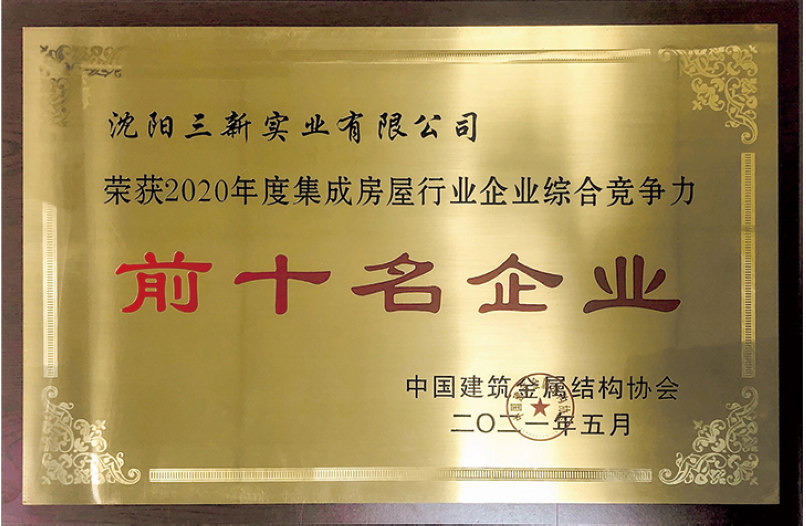 沈阳三新实业有限公司
荣获2020年度集成房屋行业企业综合竞争力
前十名企业
中国建筑金属结构协会
二〇二一年五月